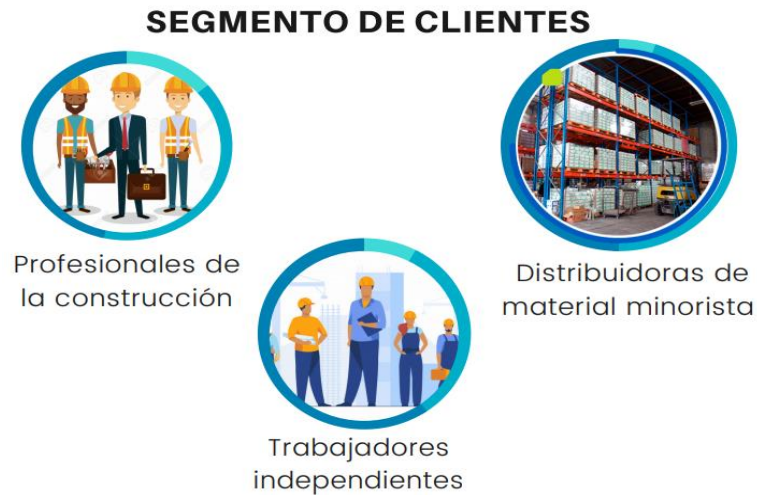 SEGMENTO DE CLIENTES
Profesionales de
la construcción
Distribuidoras de
material minorista
Trabajadores
independientes